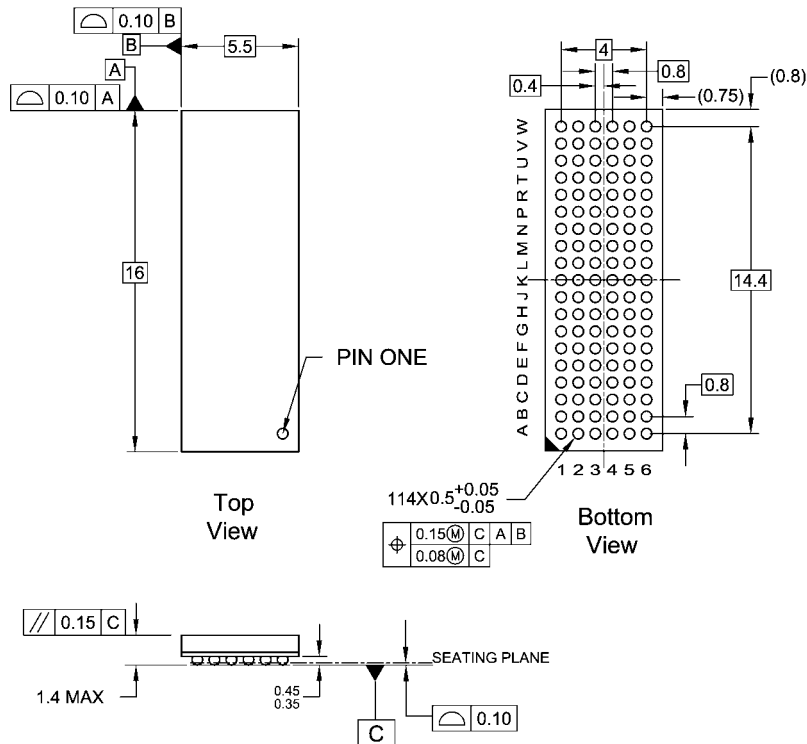 0.10 B
B
5.5
A
0.10 A
16
PIN ONE
Top
View
4
0.4
0.8
(0.8)
(0.75)
W
V
U
T
R
P
N
M
L
K
J
H
G
F
E
D
C
B
A
14.4
0.8
1 2 3 4 5 6
114X0.5 +0.05
-0.05
⌖ 0.15Ⓜ C A B
0.08Ⓜ C
Bottom
View
// 0.15 C
1.4 MAX
0.45
0.35
SEATING PLANE
C
0.10